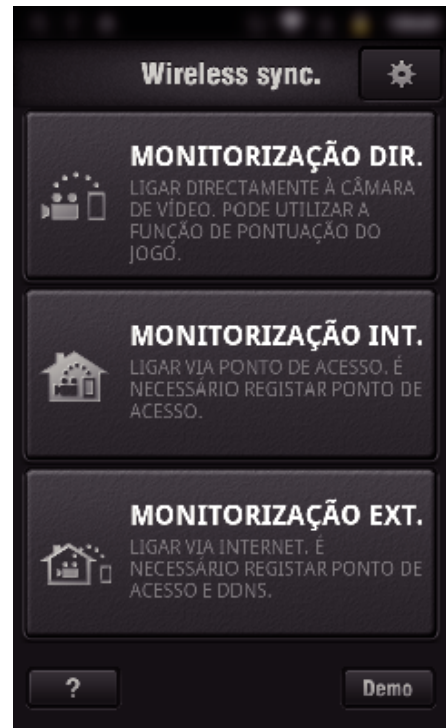 Wireless sync.
MONITORIZAÇÃO DIR.
LIGAR DIRECTAMENTE À CÂMARA
DE VÍDEO. PODE UTILIZAR A
FUNÇÃO DE PONTUAÇÃO DO
JOGO.
MONITORIZAÇÃO INT.
LIGAR VIA PONTO DE ACESSO. É
NECESSÁRIO REGISTAR PONTO DE
ACESSO.
MONITORIZAÇÃO EXT.
LIGAR VIA INTERNET. É
NECESSÁRIO REGISTAR PONTO DE
ACESSO E DDNS.
?
Demo